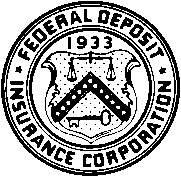 FEDERAL DEPOSIT
1933
INSURANCE CORPORATION